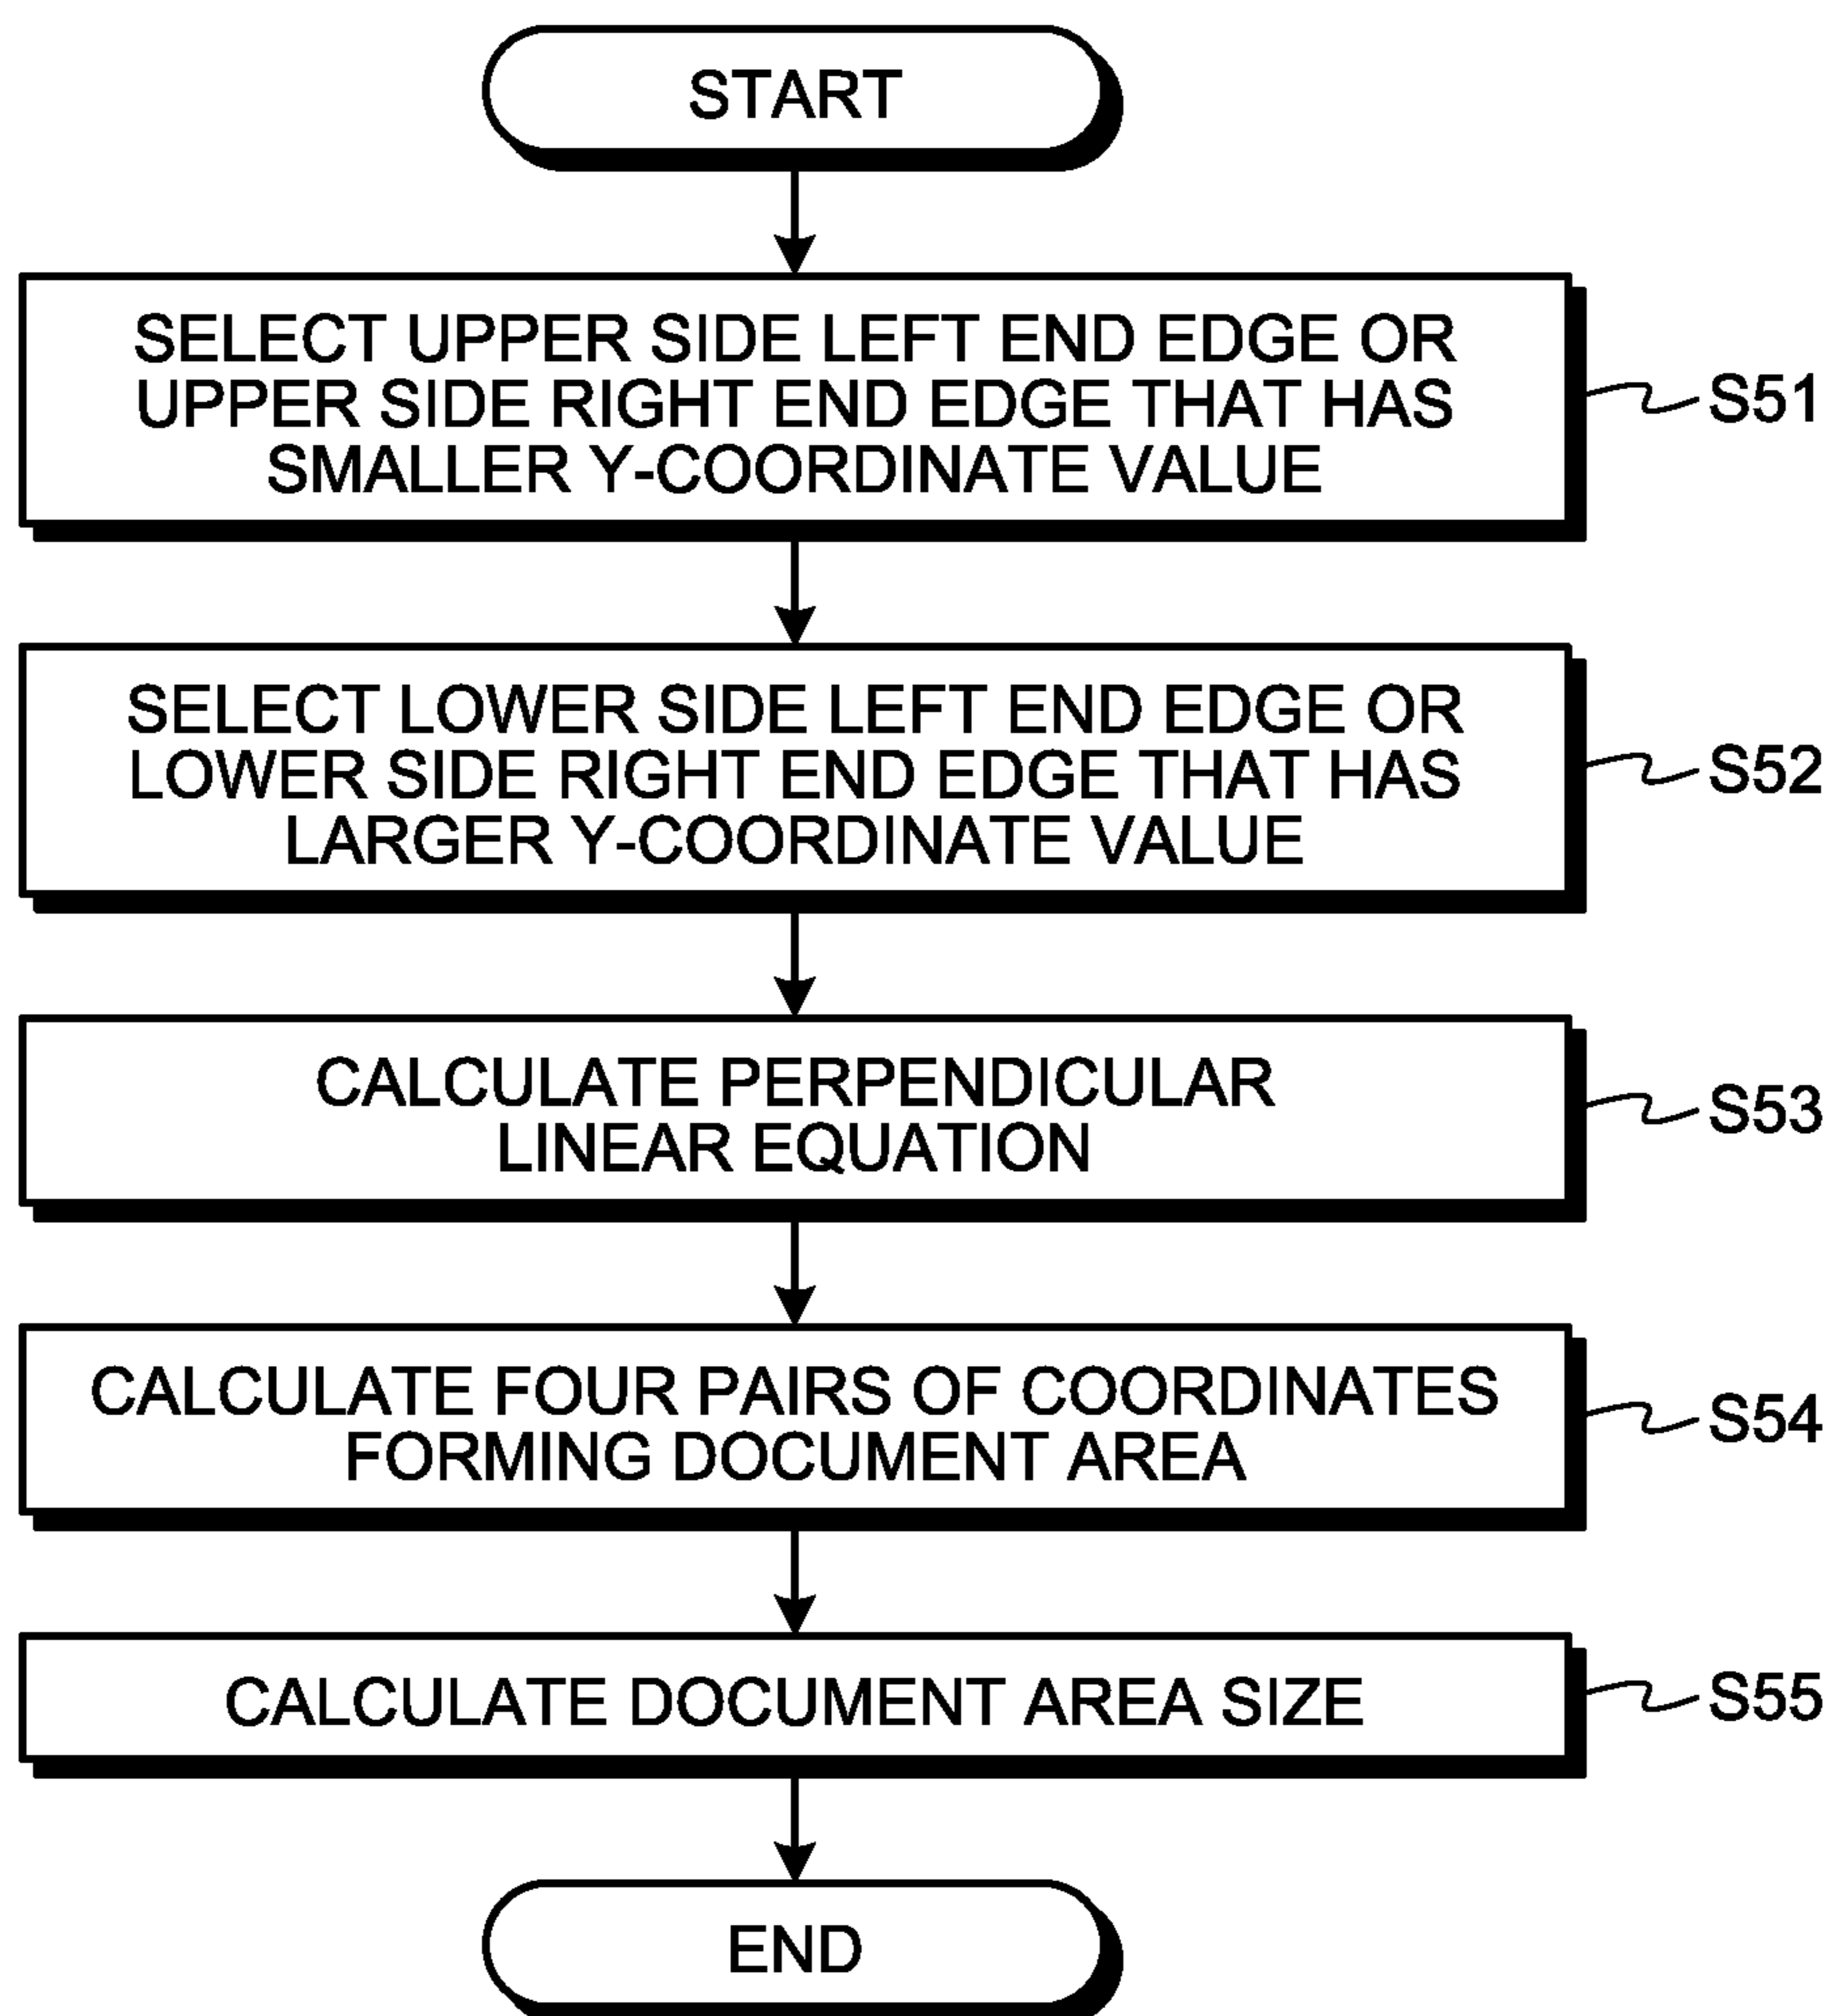 START
SELECT UPPER SIDE LEFT END EDGE OR
UPPER SIDE RIGHT END EDGE THAT HAS
SMALLER Y-COORDINATE VALUE
S51
SELECT LOWER SIDE LEFT END EDGE OR
LOWER SIDE RIGHT END EDGE THAT HAS
LARGER Y-COORDINATE VALUE
S52
CALCULATE PERPENDICULAR
LINEAR EQUATION
S53
CALCULATE FOUR PAIRS OF COORDINATES
FORMING DOCUMENT AREA
S54
CALCULATE DOCUMENT AREA SIZE
S55
END